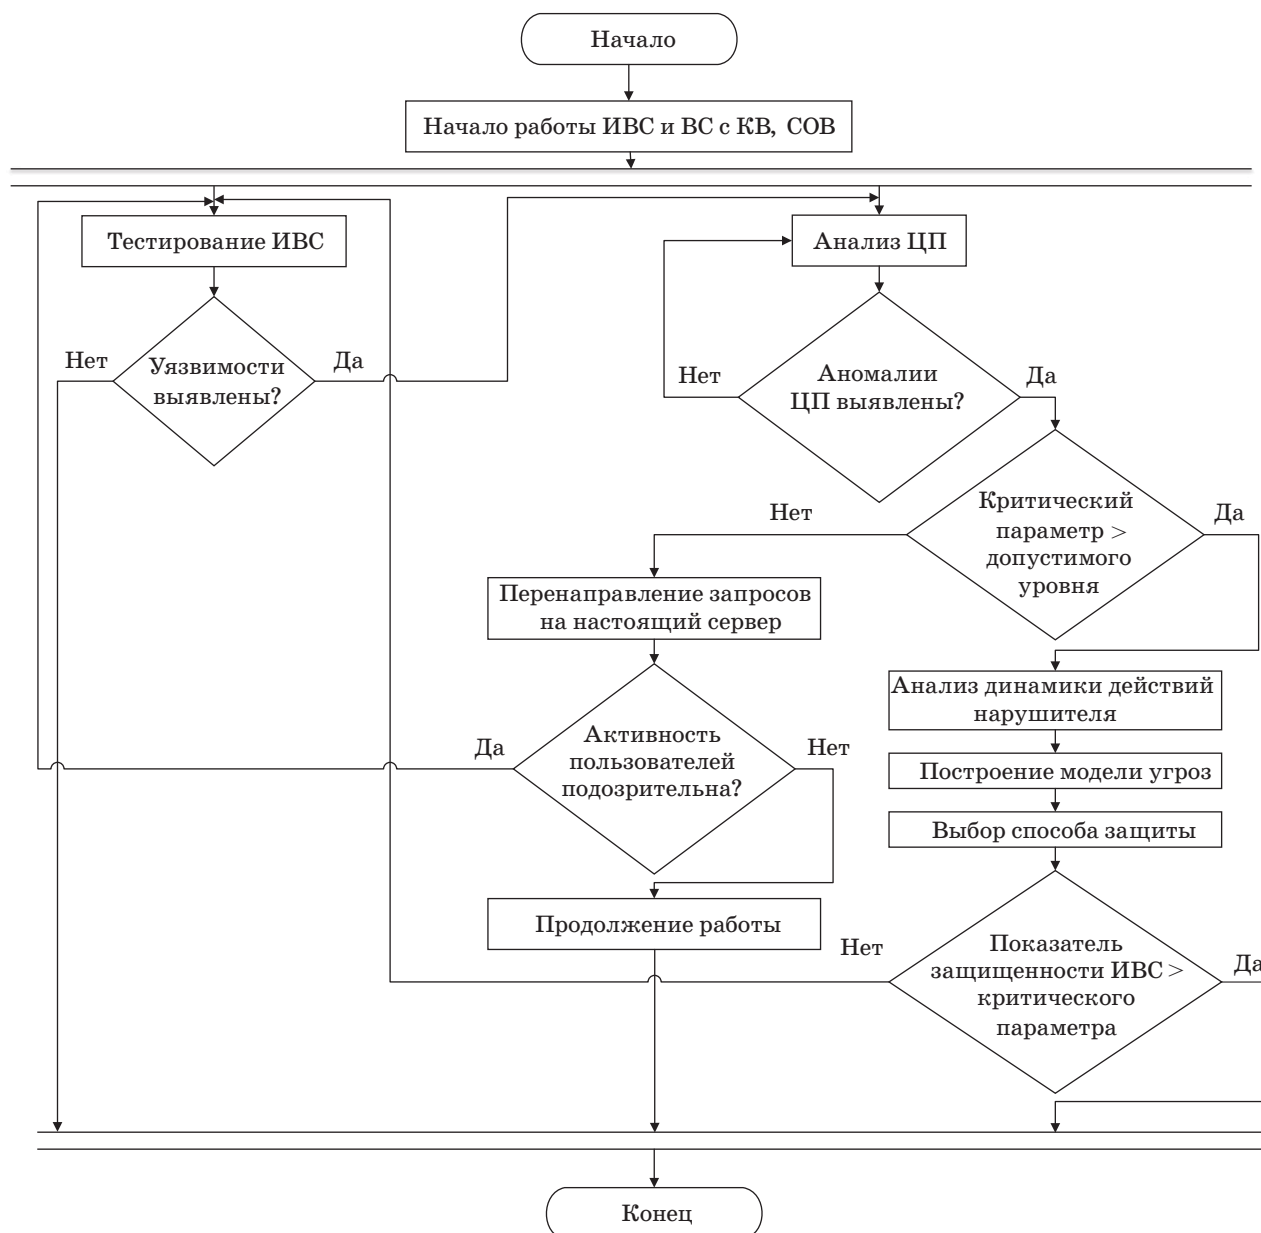 Начало
Начало работы ИВС и ВС с КВ, СОВ
Тестирование ИВС
Анализ ЦП
Нет
Уязвимости
выявлены?
Да
Нет
Аномалии
ЦП выявлены?
Да
Нет
Критический
параметр >
допустимого
уровня
Да
Перенаправление запросов
на настоящий сервер
Анализ динамики действий
нарушителя
Да
Активность
пользователей
подозрительна?
Нет
Построение модели угроз
Выбор способа защиты
Продолжение работы
Нет
Показатель
защищенности ИВС >
критического
параметра
Да
Конец